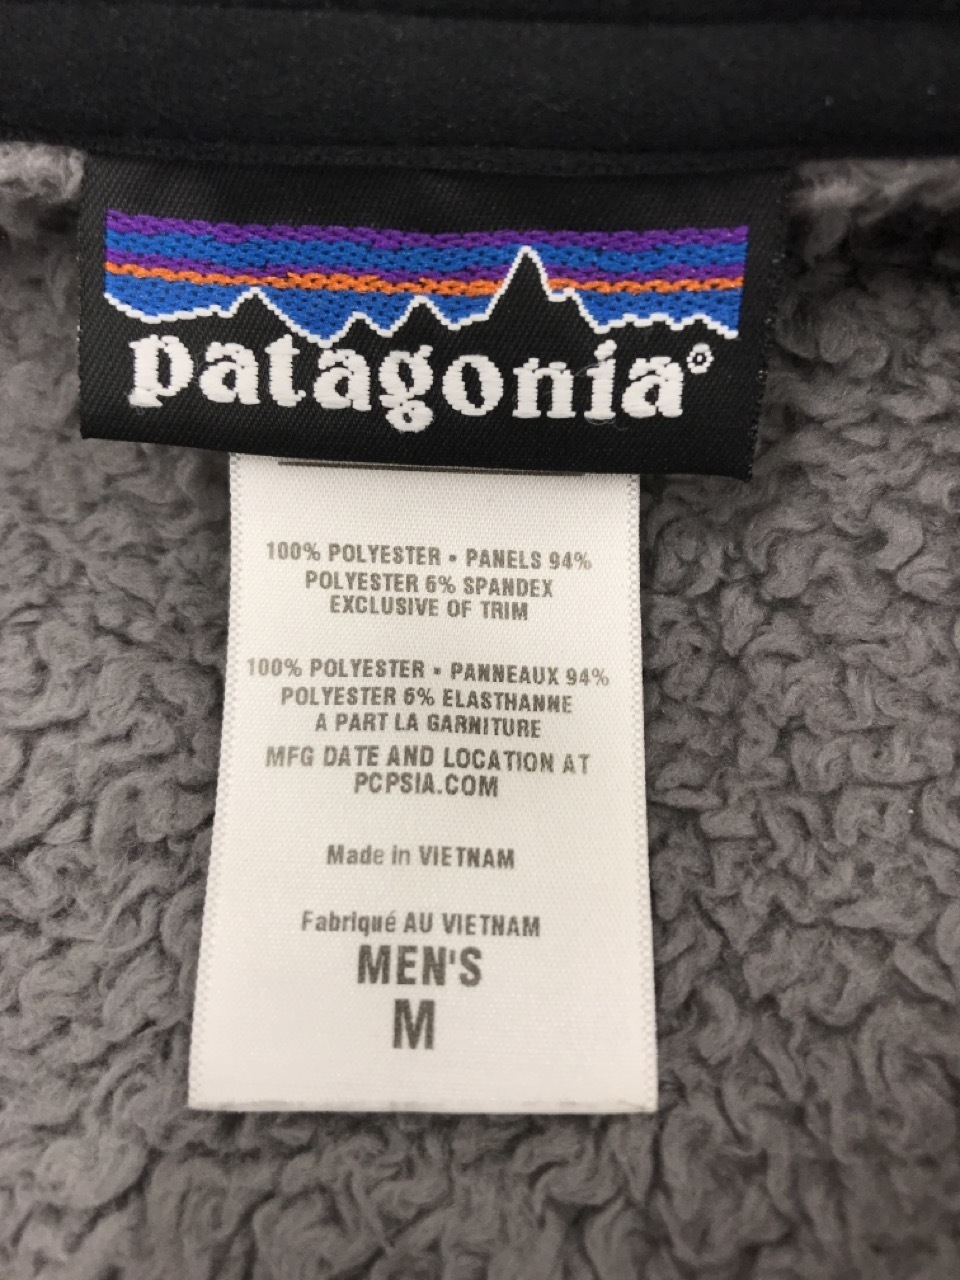 patagonia®
100% POLYESTER • PANELS 94%
POLYESTER 6% SPANDEX
EXCLUSIVE OF TRIM
100% POLYESTER • PANNEAUX 94%
POLYESTER 6% ELASTHANNE
A PART LA GARNITURE
MFG DATE AND LOCATION AT
PCPSIA.COM
Made in VIETNAM
Fabriqué AU VIETNAM
MEN'S
M